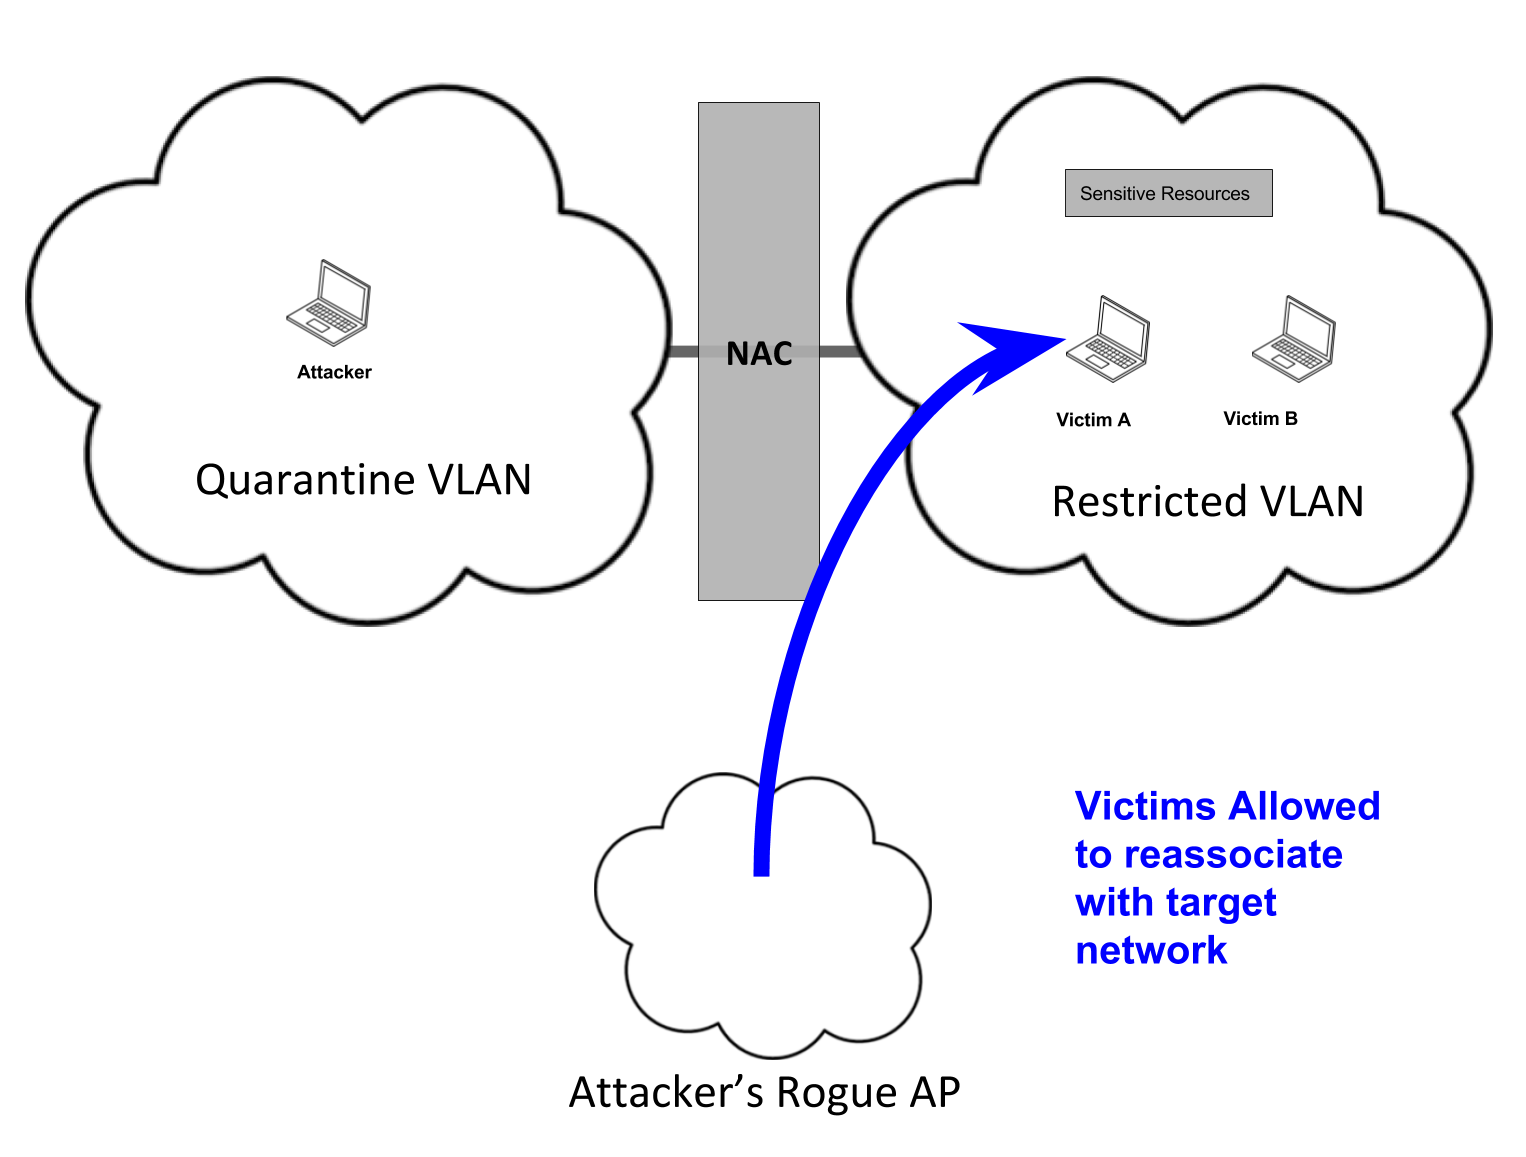 Sensitive Resources
NAC
Attacker
Victim A
Victim B
Quarantine VLAN
Restricted VLAN
Victims Allowed
to reassociate
with target
network
Attacker’s Rogue AP